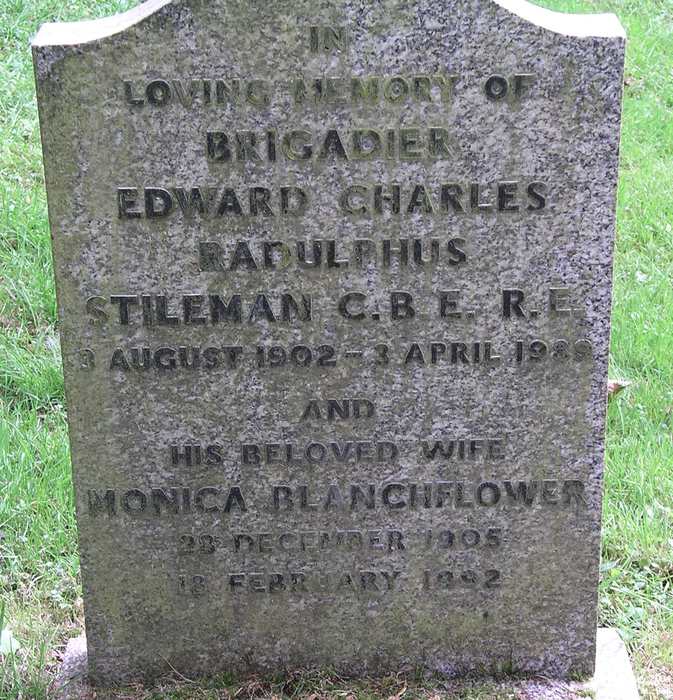 IN
LOVING MEMORY OF
BRIGADIER
EDWARD CHARLES
RADULPHUS
STILEMAN C.B.E. R.E.
3 AUGUST 1902 – 3 APRIL 1989
AND
HIS BELOVED WIFE
MONICA BLANCHFLOWER
28 DECEMBER 1905
18 FEBRUARY 1992